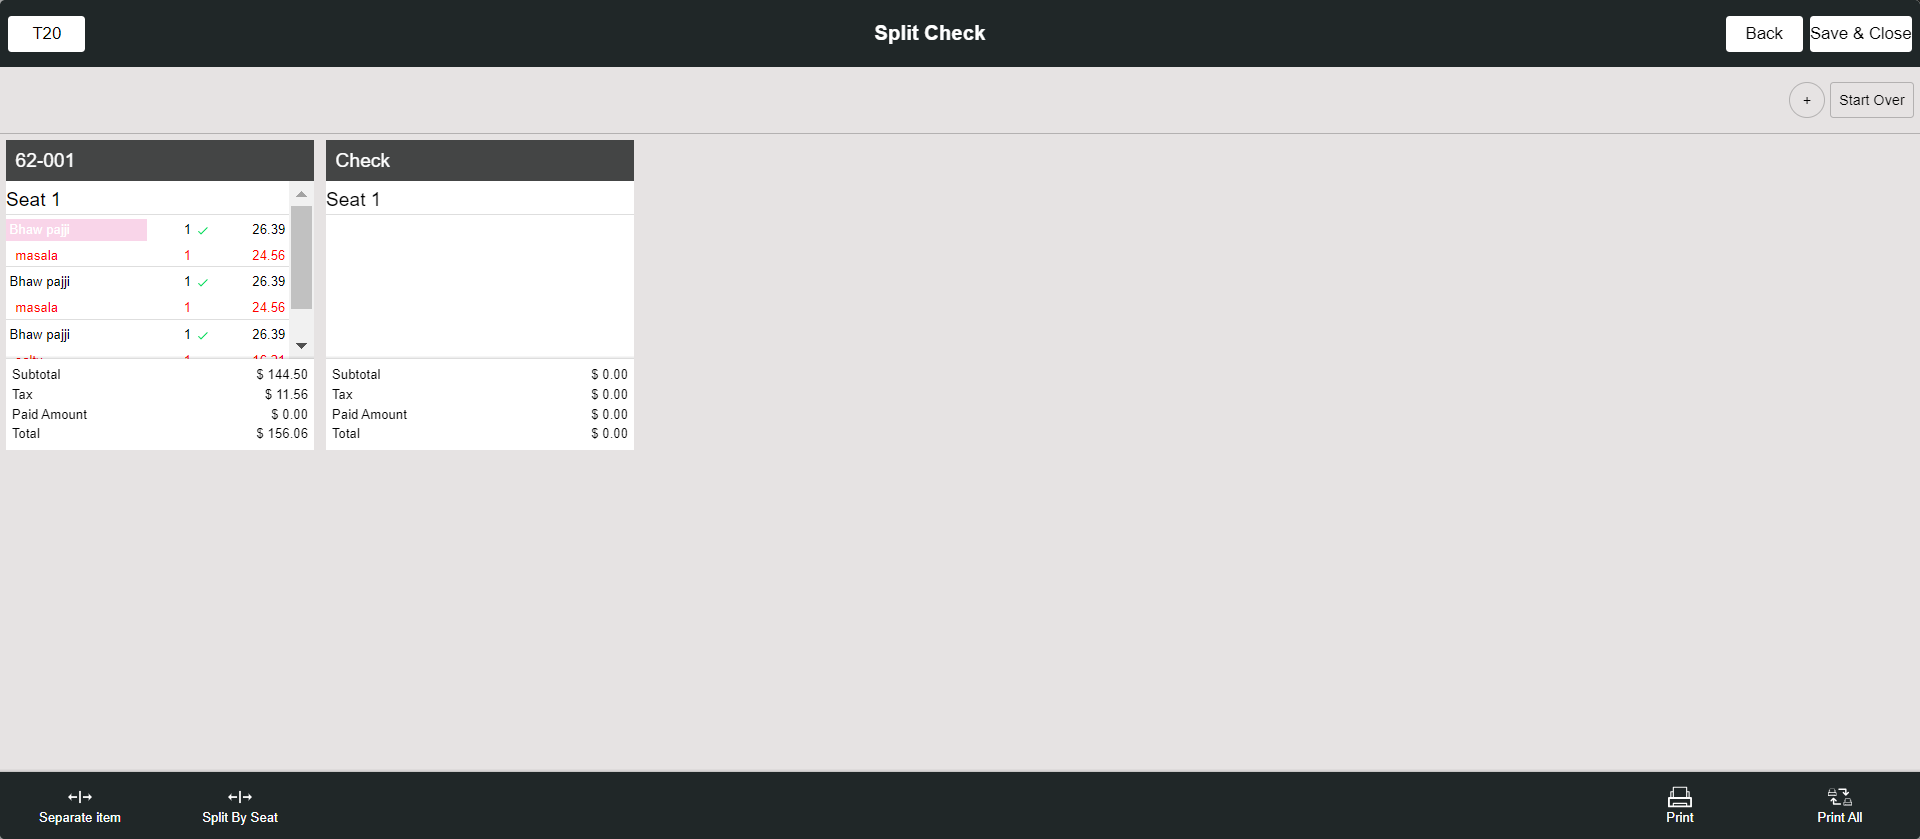 T20
Split Check
Back
Save & Close
+
Start Over
62-001
Seat 1
Bhaw pajji 1 26.39
masala 1 24.56
Bhaw pajji 1 26.39
masala 1 24.56
Bhaw pajji 1 26.39
Subtotal $ 144.50
Tax $ 11.56
Paid Amount $ 0.00
Total $ 156.06
Check
Seat 1
Subtotal $ 0.00
Tax $ 0.00
Paid Amount $ 0.00
Total $ 0.00
Separate item
Split By Seat
Print
Print All